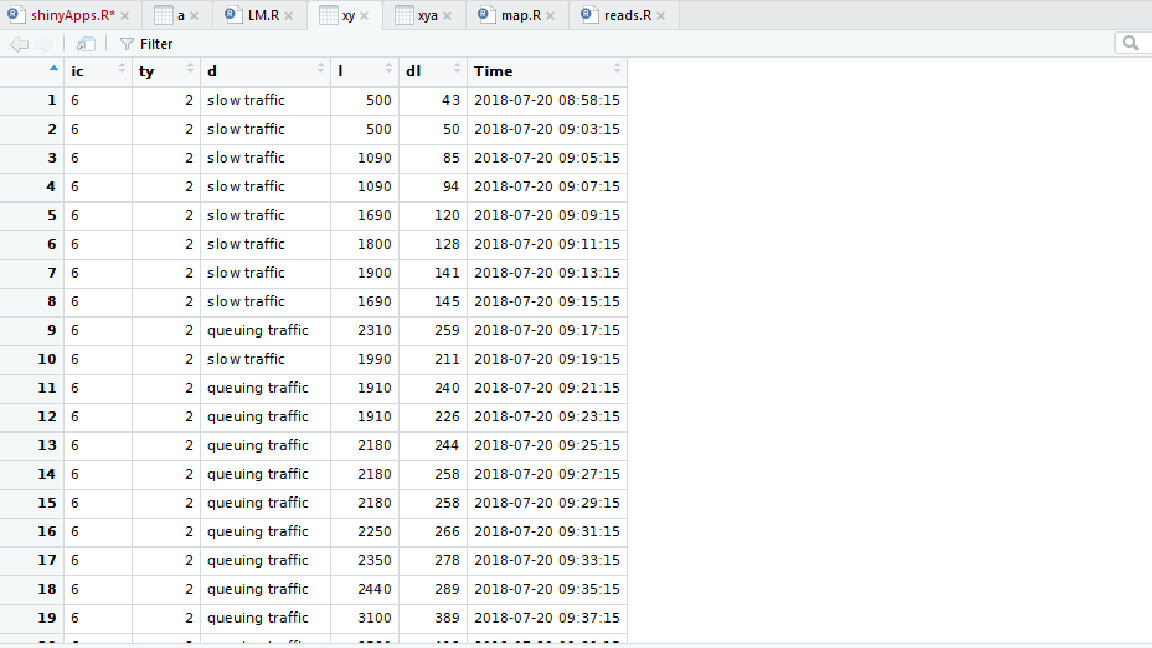 shinyApps.R* a LM.R xy xya map.R reads.R
Filter
ic ty d l dl Time
1 6 2 slow traffic 500 43 2018-07-20 08:58:15
2 6 2 slow traffic 500 50 2018-07-20 09:03:15
3 6 2 slow traffic 1090 85 2018-07-20 09:05:15
4 6 2 slow traffic 1090 94 2018-07-20 09:07:15
5 6 2 slow traffic 1690 120 2018-07-20 09:09:15
6 6 2 slow traffic 1800 128 2018-07-20 09:11:15
7 6 2 slow traffic 1900 141 2018-07-20 09:13:15
8 6 2 slow traffic 1690 145 2018-07-20 09:15:15
9 6 2 queuing traffic 2310 259 2018-07-20 09:17:15
10 6 2 slow traffic 1990 211 2018-07-20 09:19:15
11 6 2 queuing traffic 1910 240 2018-07-20 09:21:15
12 6 2 queuing traffic 1910 226 2018-07-20 09:23:15
13 6 2 queuing traffic 2180 244 2018-07-20 09:25:15
14 6 2 queuing traffic 2180 258 2018-07-20 09:27:15
15 6 2 queuing traffic 2180 258 2018-07-20 09:29:15
16 6 2 queuing traffic 2250 266 2018-07-20 09:31:15
17 6 2 queuing traffic 2350 278 2018-07-20 09:33:15
18 6 2 queuing traffic 2440 289 2018-07-20 09:35:15
19 6 2 queuing traffic 3100 389 2018-07-20 09:37:15